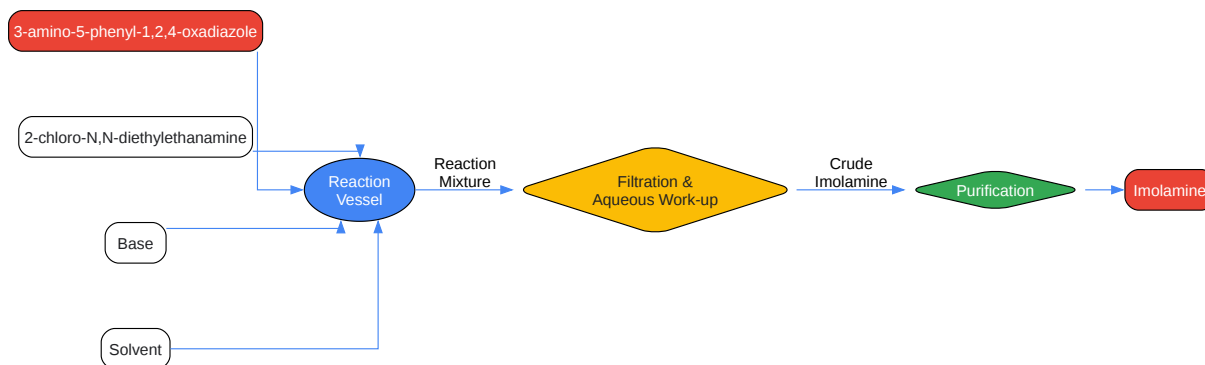 3-amino-5-phenyl-1,2,4-oxadiazole
2-chloro-N,N-diethylethanamine
Base
Solvent
Reaction
Vessel
Reaction
Mixture
Filtration &
Aqueous Work-up
Crude
Imolamine
Purification
Imolamine